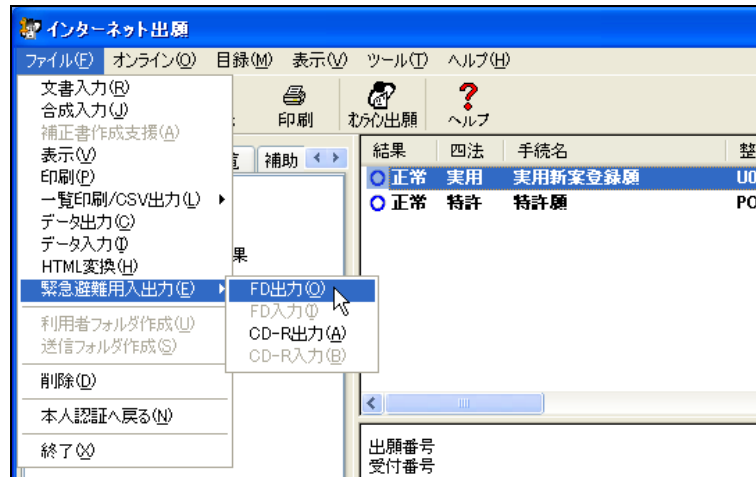 インターネット出願
ファイル(F) オンライン(O) 目録(M) 表示(V) ツール(T) ヘルプ(H)
文書入力(R)
合成入力(J)
補正書作成支援(A)
表示(V)
印刷(P)
一覧印刷/CSV出力(L)
データ出力(C)
データ入力(I)
HTML変換(H)
緊急避難用入出力(E)
利用者フォルダ作成(U)
送信フォルダ作成(S)
削除(D)
本人認証へ戻る(N)
終了(X)
FD出力(O)
FD入力(I)
CD-R出力(A)
CD-R入力(B)
印刷 オンライン出願 ヘルプ
補助
果
結果 四法 手続名 整
正常 実用 実用新案登録願 U0
正常 特許 特許願 P0
出願番号
受付番号